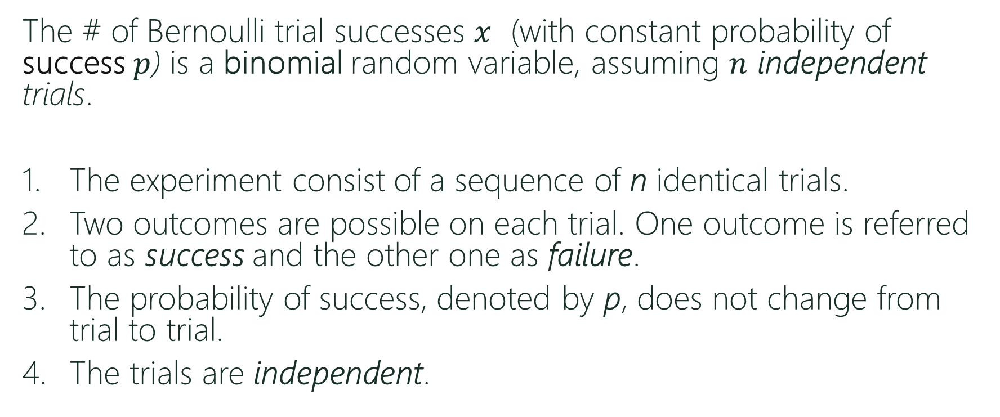 The # of Bernoulli trial successes x (with constant probability of
success p) is a binomial random variable, assuming n independent
trials.
1. The experiment consist of a sequence of n identical trials.
2. Two outcomes are possible on each trial. One outcome is referred
to as success and the other one as failure.
3. The probability of success, denoted by p, does not change from
trial to trial.
4. The trials are independent.